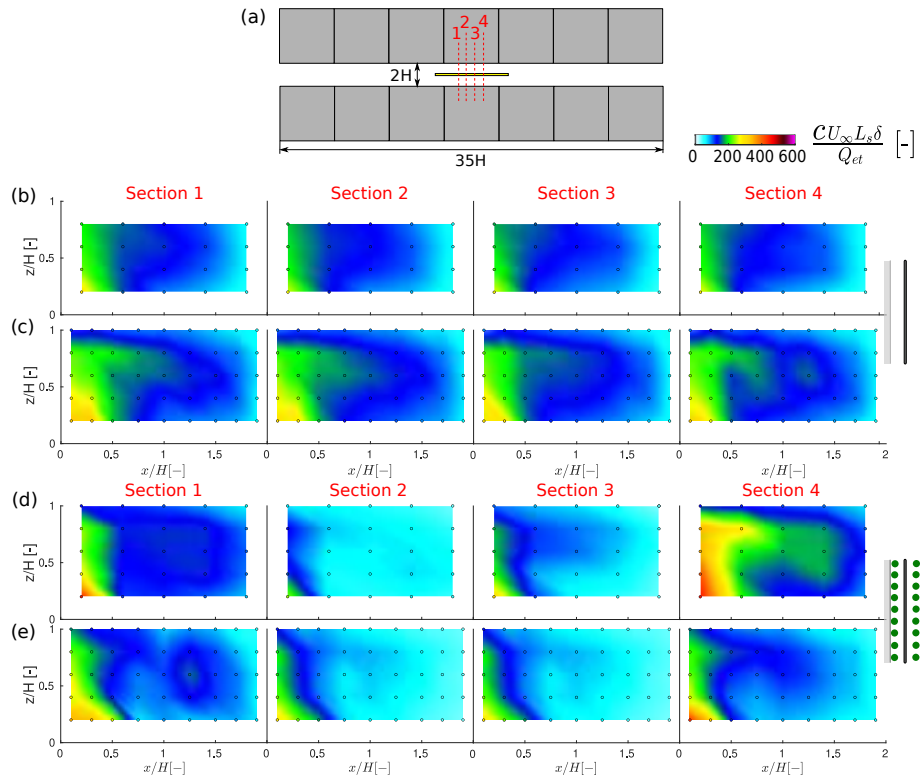 (a)
2
4
1
3
2H
35H
0 200 400 600
CU∞Lsδ
Qet
[-]
(b)
Section 1 Section 2 Section 3 Section 4
z/H [-]
1
0.5
0
(c)
z/H [-]
1
0.5
0
0 0.5 1 1.5 0 0.5 1 1.5 0 0.5 1 1.5 0 0.5 1 1.5 2
x/H[−] x/H[−] x/H[−] x/H[−]
(d)
Section 1 Section 2 Section 3 Section 4
z/H [-]
1
0.5
0
(e)
z/H [-]
1
0.5
0
0 0.5 1 1.5 0 0.5 1 1.5 0 0.5 1 1.5 0 0.5 1 1.5 2
x/H[−] x/H[−] x/H[−] x/H[−]